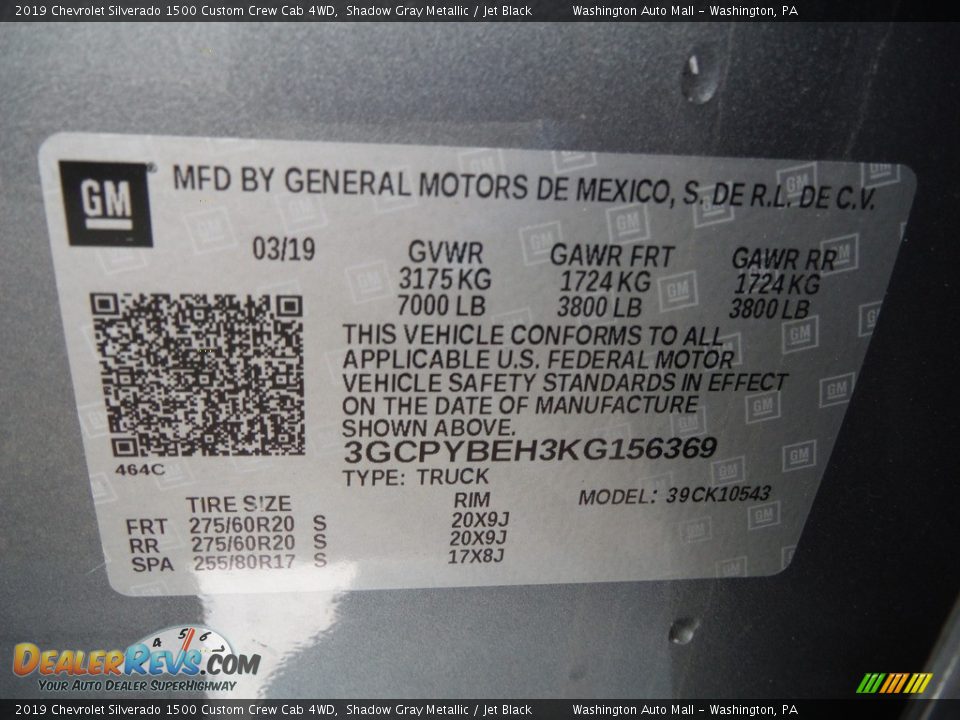 2019 Chevrolet Silverado 1500 Custom Crew Cab 4WD, Shadow Gray Metallic / Jet Black Washington Auto Mall - Washington, PA
GM MFD BY GENERAL MOTORS DE MEXICO, S. DE R.L. DE C.V.
03/19 GVWR GAWR FRT GAWR RR
3175 KG 1724 KG 1724 KG
7000 LB 3800 LB 3800 LB
THIS VEHICLE CONFORMS TO ALL
APPLICABLE U.S. FEDERAL MOTOR
VEHICLE SAFETY STANDARDS IN EFFECT
ON THE DATE OF MANUFACTURE
SHOWN ABOVE.
3GCPYBEH3KG156369
464C
TYPE: TRUCK
TIRE SIZE RIM MODEL: 39CK10543
FRT 275/60R20 S 20X9J
RR 275/60R20 S 20X9J
SPA 255/80R17 S 17X8J
4 5 6
DEALERREVS.COM
YOUR AUTO DEALER SUPERHIGHWAY
2019 Chevrolet Silverado 1500 Custom Crew Cab 4WD, Shadow Gray Metallic / Jet Black Washington Auto Mall - Washington, PA